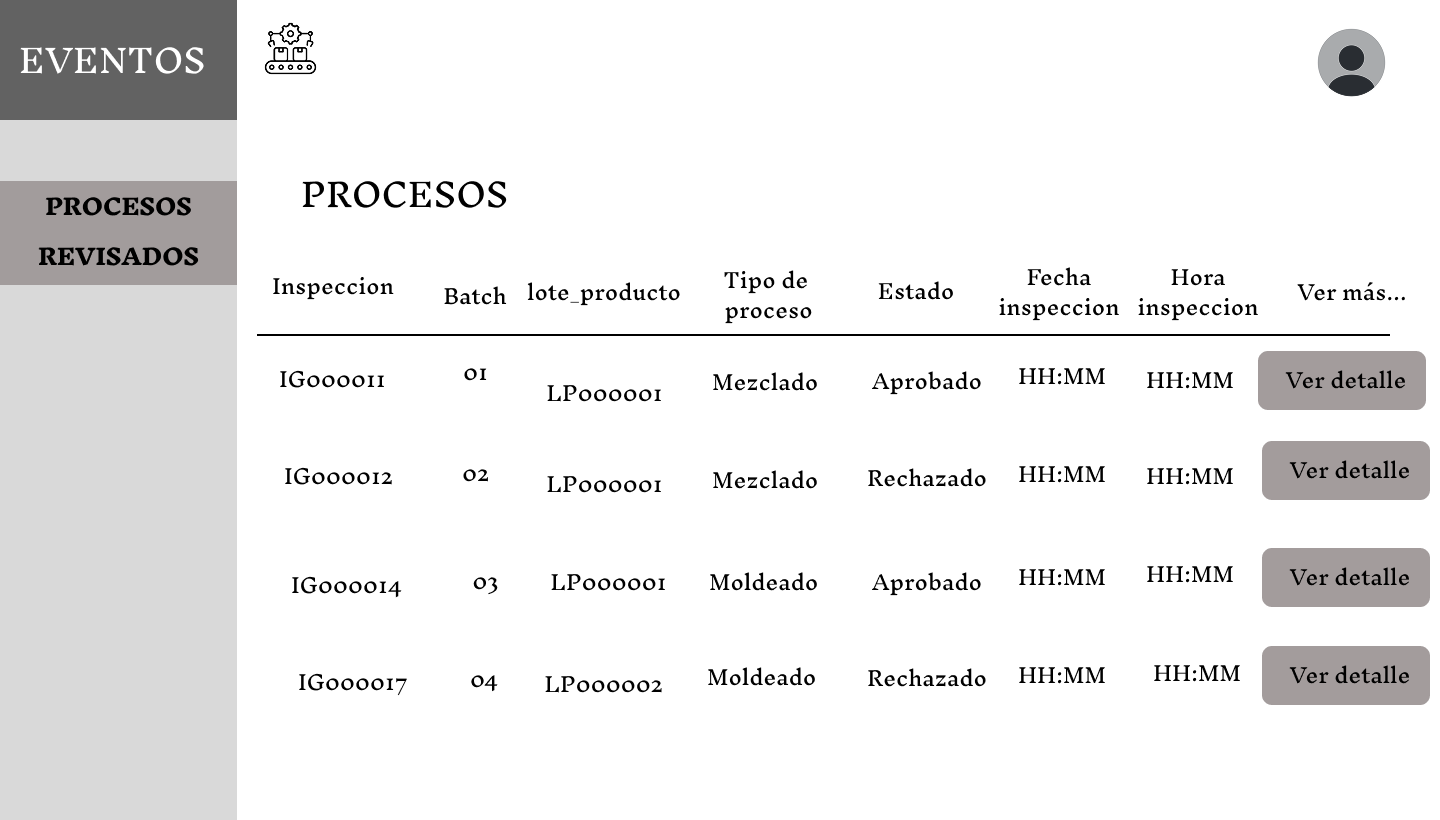 EVENTOS
PROCESOS
REVISADOS
PROCESOS
Inspeccion Batch lote_producto Tipo de proceso Estado Fecha inspeccion Hora inspeccion Ver más...
IG000011 01 LP000001 Mezclado Aprobado HH:MM HH:MM Ver detalle
IG000012 02 LP000001 Mezclado Rechazado HH:MM HH:MM Ver detalle
IG000014 03 LP000001 Moldeado Aprobado HH:MM HH:MM Ver detalle
IG000017 04 LP000002 Moldeado Rechazado HH:MM HH:MM Ver detalle